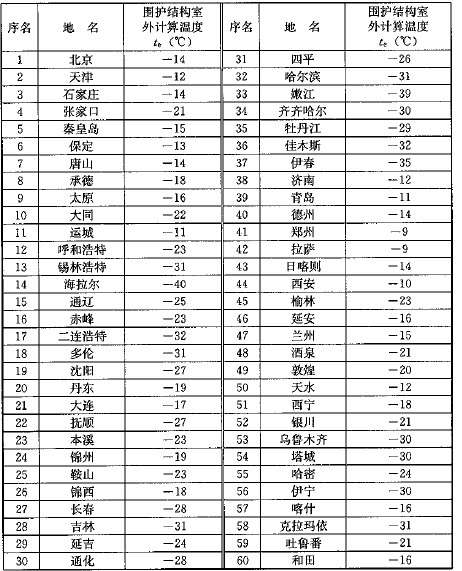 序名 地 名 围护结构室外计算温度 te（℃） 序名 地 名 围护结构室外计算温度 te（℃）
1 北京 －14 31 四平 －26
2 天津 －12 32 哈尔滨 －31
3 石家庄 －14 33 嫩江 －39
4 张家口 －21 34 齐齐哈尔 －30
5 秦皇岛 －15 35 牡丹江 －29
6 保定 －13 36 佳木斯 －32
7 唐山 －14 37 伊春 －35
8 承德 －18 38 济南 －12
9 太原 －16 39 青岛 －11
10 大同 －22 40 德州 －14
11 运城 －11 41 郑州 －9
12 呼和浩特 －23 42 拉萨 －9
13 锡林浩特 －31 43 日喀则 －14
14 海拉尔 －40 44 西安 －10
15 通辽 －25 45 榆林 －23
16 赤峰 －23 46 延安 －16
17 二连浩特 －32 47 兰州 －15
18 多伦 －31 48 酒泉 －21
19 沈阳 －27 49 敦煌 －20
20 丹东 －19 50 天水 －12
21 大连 －17 51 西宁 －18
22 抚顺 －27 52 银川 －21
23 本溪 －23 53 乌鲁木齐 －30
24 锦州 －19 54 塔城 －30
25 鞍山 －23 55 哈密 －24
26 锦西 －18 56 伊宁 －30
27 长春 －28 57 喀什 －16
28 吉林 －31 58 克拉玛依 －31
29 延吉 －24 59 吐鲁番 －21
30 通化 －28 60 和田 －16